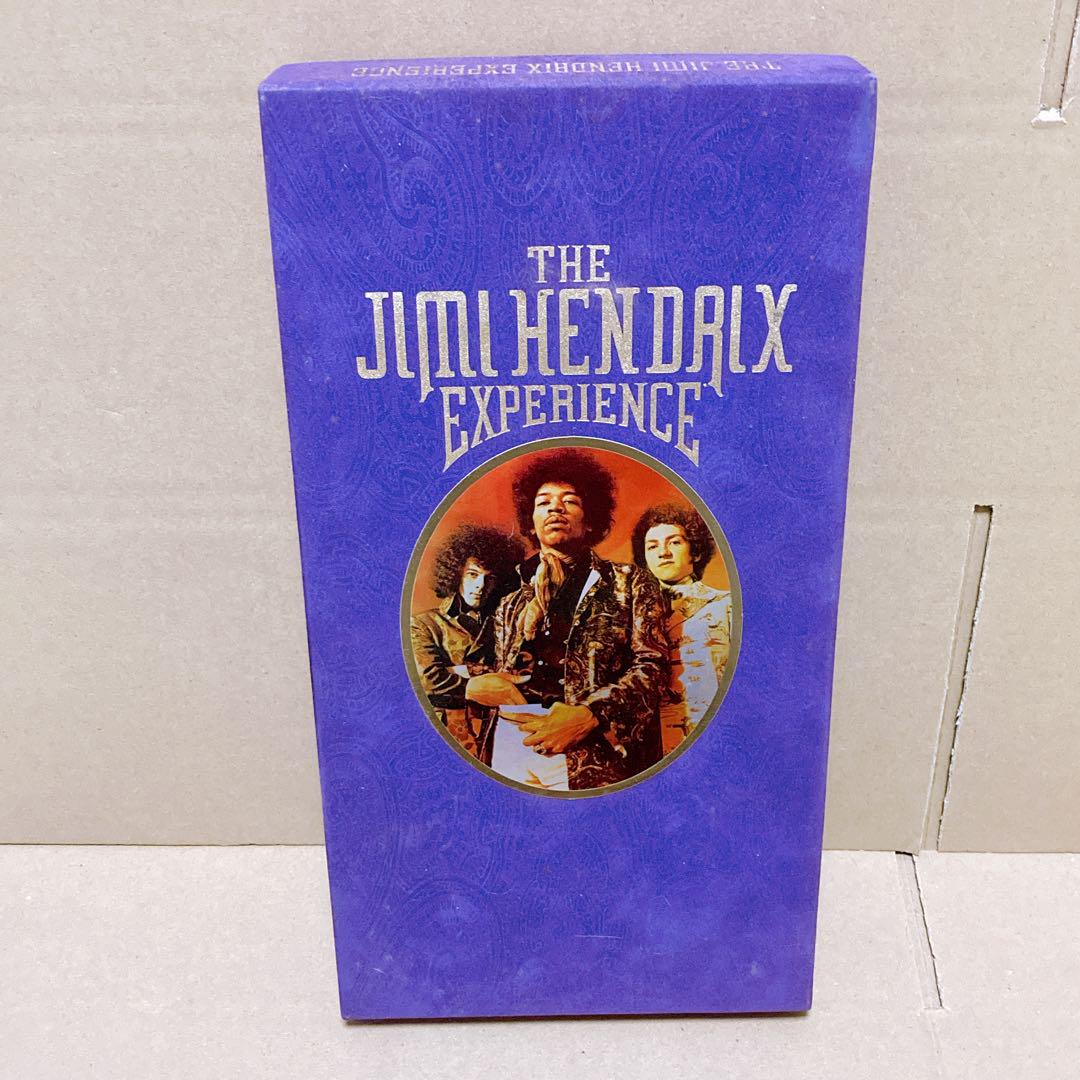 THE JIMI HENDRIX EXPERIENCE
THE
JIMI HENDRIX
EXPERIENCE